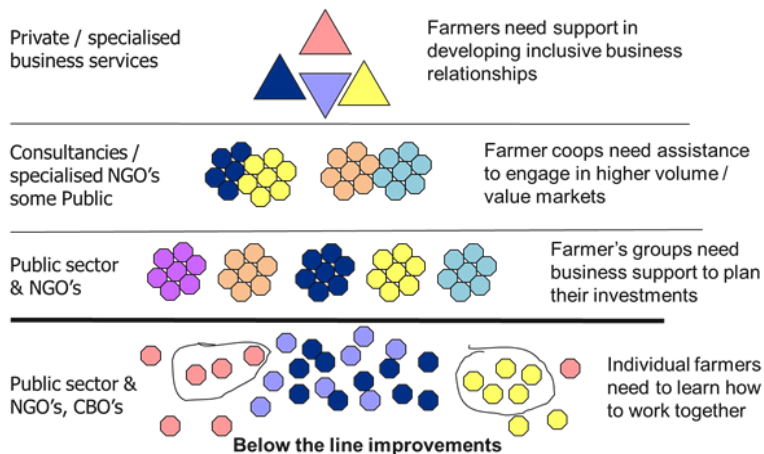 Private / specialised
business services
Farmers need support in
developing inclusive business
relationships
Consultancies /
specialised NGO's
some Public
Farmer coops need assistance
to engage in higher volume /
value markets
Public sector
& NGO's
Farmer's groups need
business support to plan
their investments
Public sector &
NGO's, CBO's
Individual farmers
need to learn how
to work together
Below the line improvements